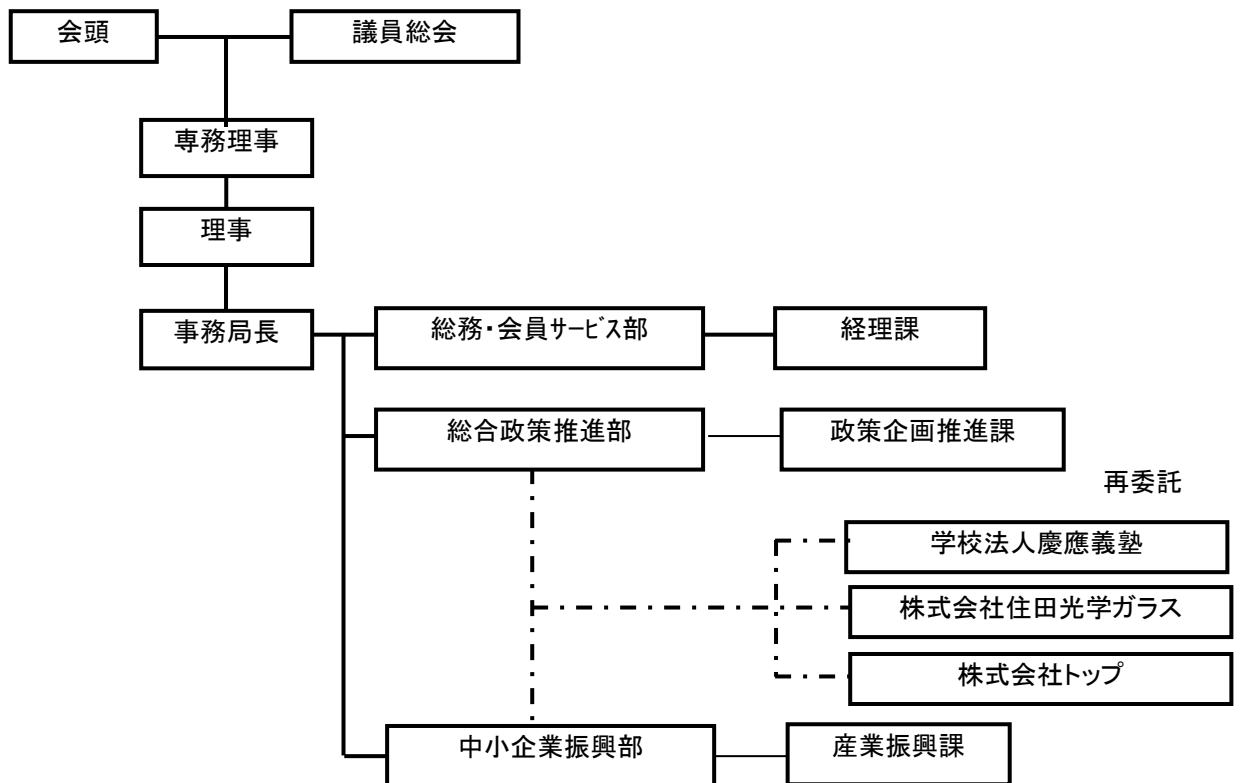 会頭
議員総会
専務理事
理事
事務局長
総務・会員サービス部
経理課
総合政策推進部
政策企画推進課
再委託
学校法人慶應義塾
株式会社住田光学ガラス
株式会社トップ
中小企業振興部
産業振興課